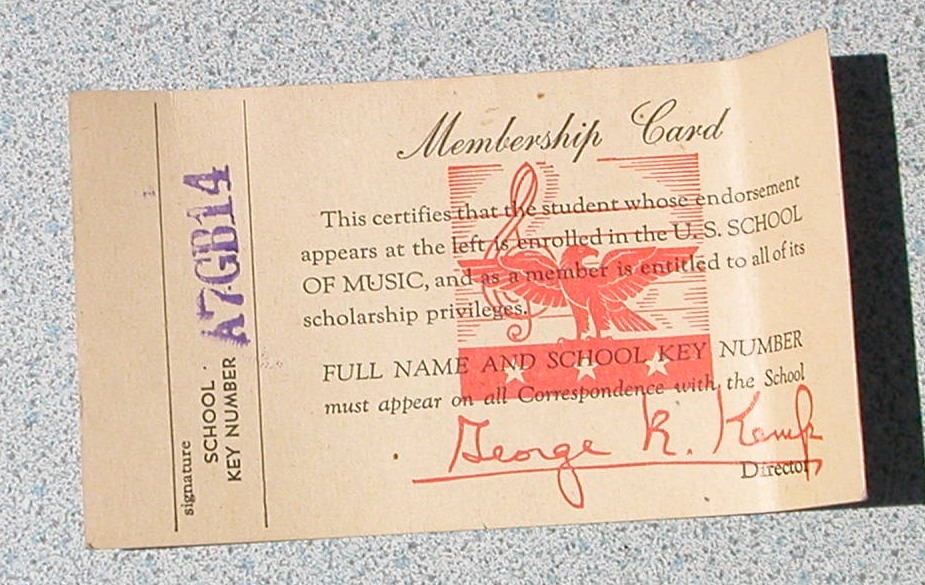 Membership Card
This certifies that the student whose endorsement
appears at the left is enrolled in the U. S. SCHOOL
OF MUSIC, and as a member is entitled to all of its
scholarship privileges.
FULL NAME AND SCHOOL KEY NUMBER
must appear on all Correspondence with the School
George R. Kemp
Director
signature
SCHOOL
KEY NUMBER A7GB14